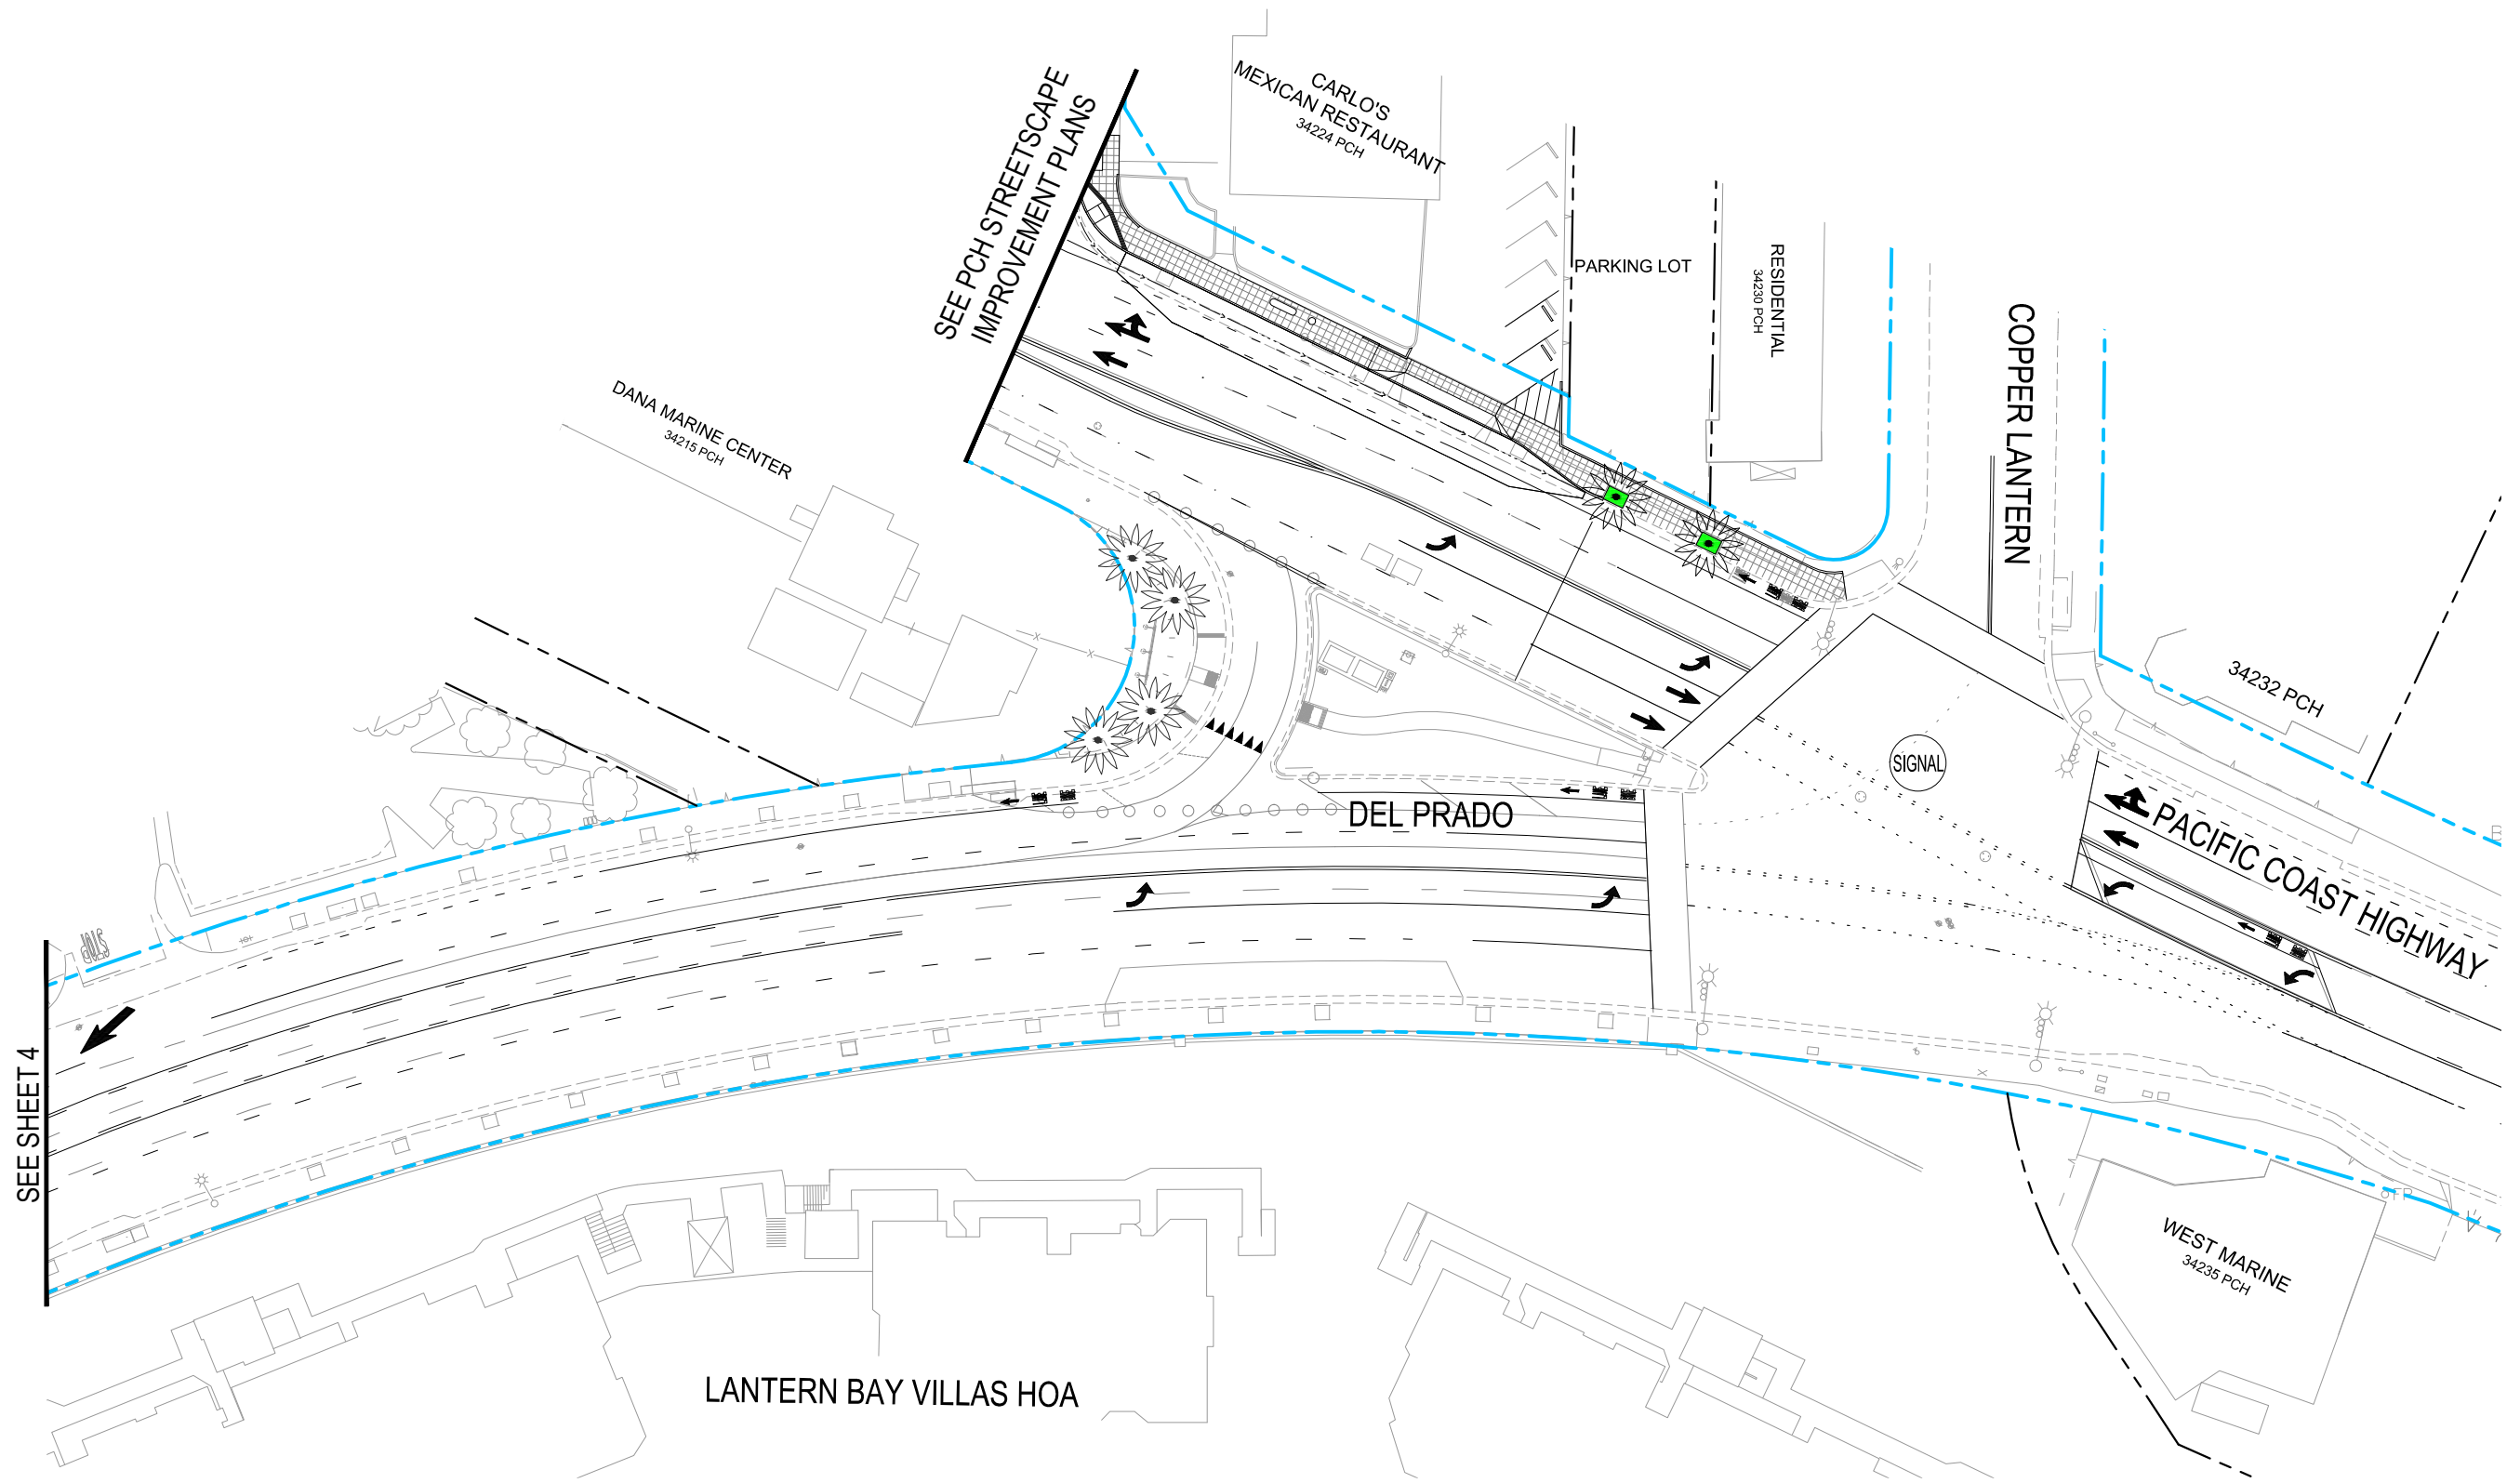 CARLO'S
MEXICAN RESTAURANT
34224 PCH
SEE PCH STREETSCAPE
IMPROVEMENT PLANS
PARKING LOT
RESIDENTIAL
34230 PCH
COPPER LANTERN
DANA MARINE CENTER
34215 PCH
34232 PCH
SIGNAL
DEL PRADO
PACIFIC COAST HIGHWAY
STOP
SEE SHEET 4
WEST MARINE
34235 PCH
LANTERN BAY VILLAS HOA